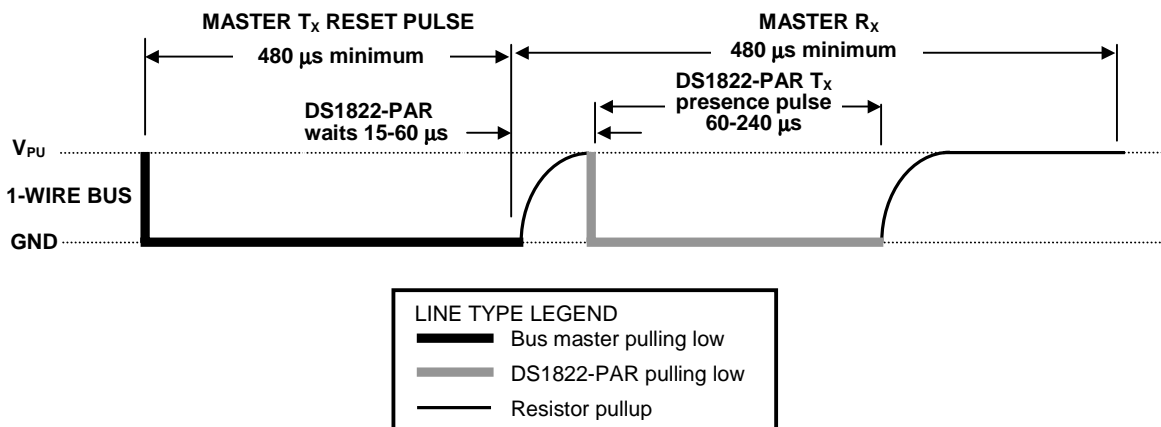 MASTER TX RESET PULSE
480 μs minimum
MASTER RX
480 μs minimum
DS1822-PAR
waits 15-60 μs
DS1822-PAR TX
presence pulse
60-240 μs
VPU
1-WIRE BUS
GND
LINE TYPE LEGEND
Bus master pulling low
DS1822-PAR pulling low
Resistor pullup